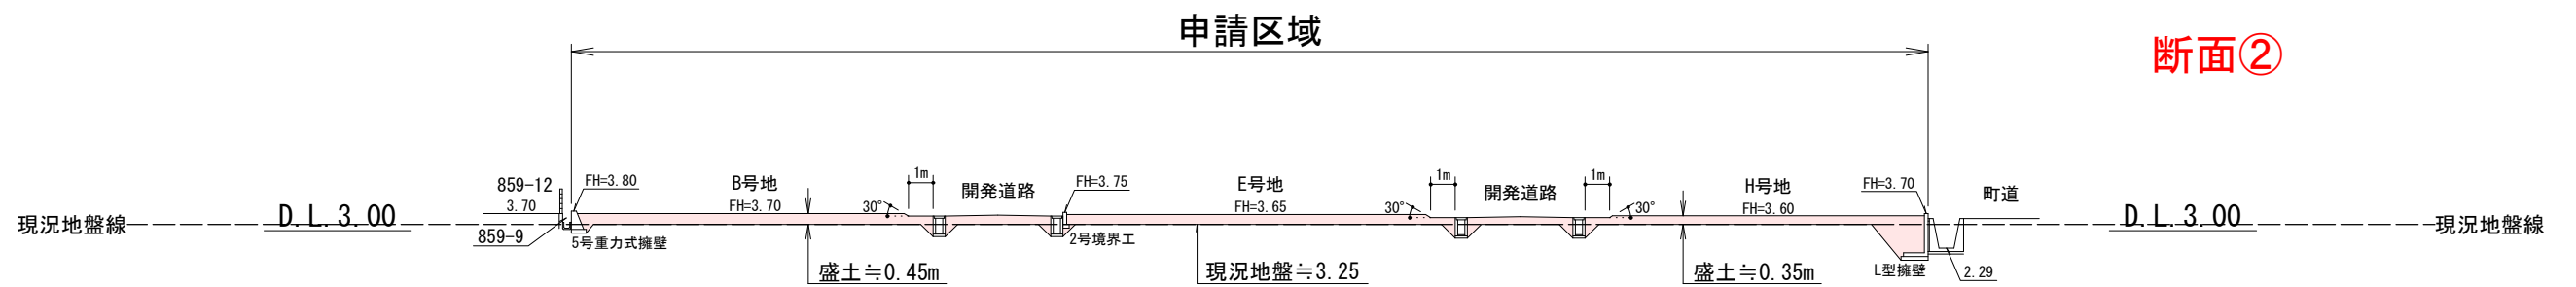 申請区域
断面②
859-12
3.70
859-9
FH=3.80
5号重力式擁壁
B号地
FH=3.70
盛土≒0.45m
30°
1m
開発道路
FH=3.75
2号境界工
E号地
FH=3.65
現況地盤≒3.25
30°
1m
開発道路
1m
30°
H号地
FH=3.60
盛土≒0.35m
FH=3.70
L型擁壁
町道
2.29
現況地盤線
D.L.3.00
D.L.3.00
現況地盤線